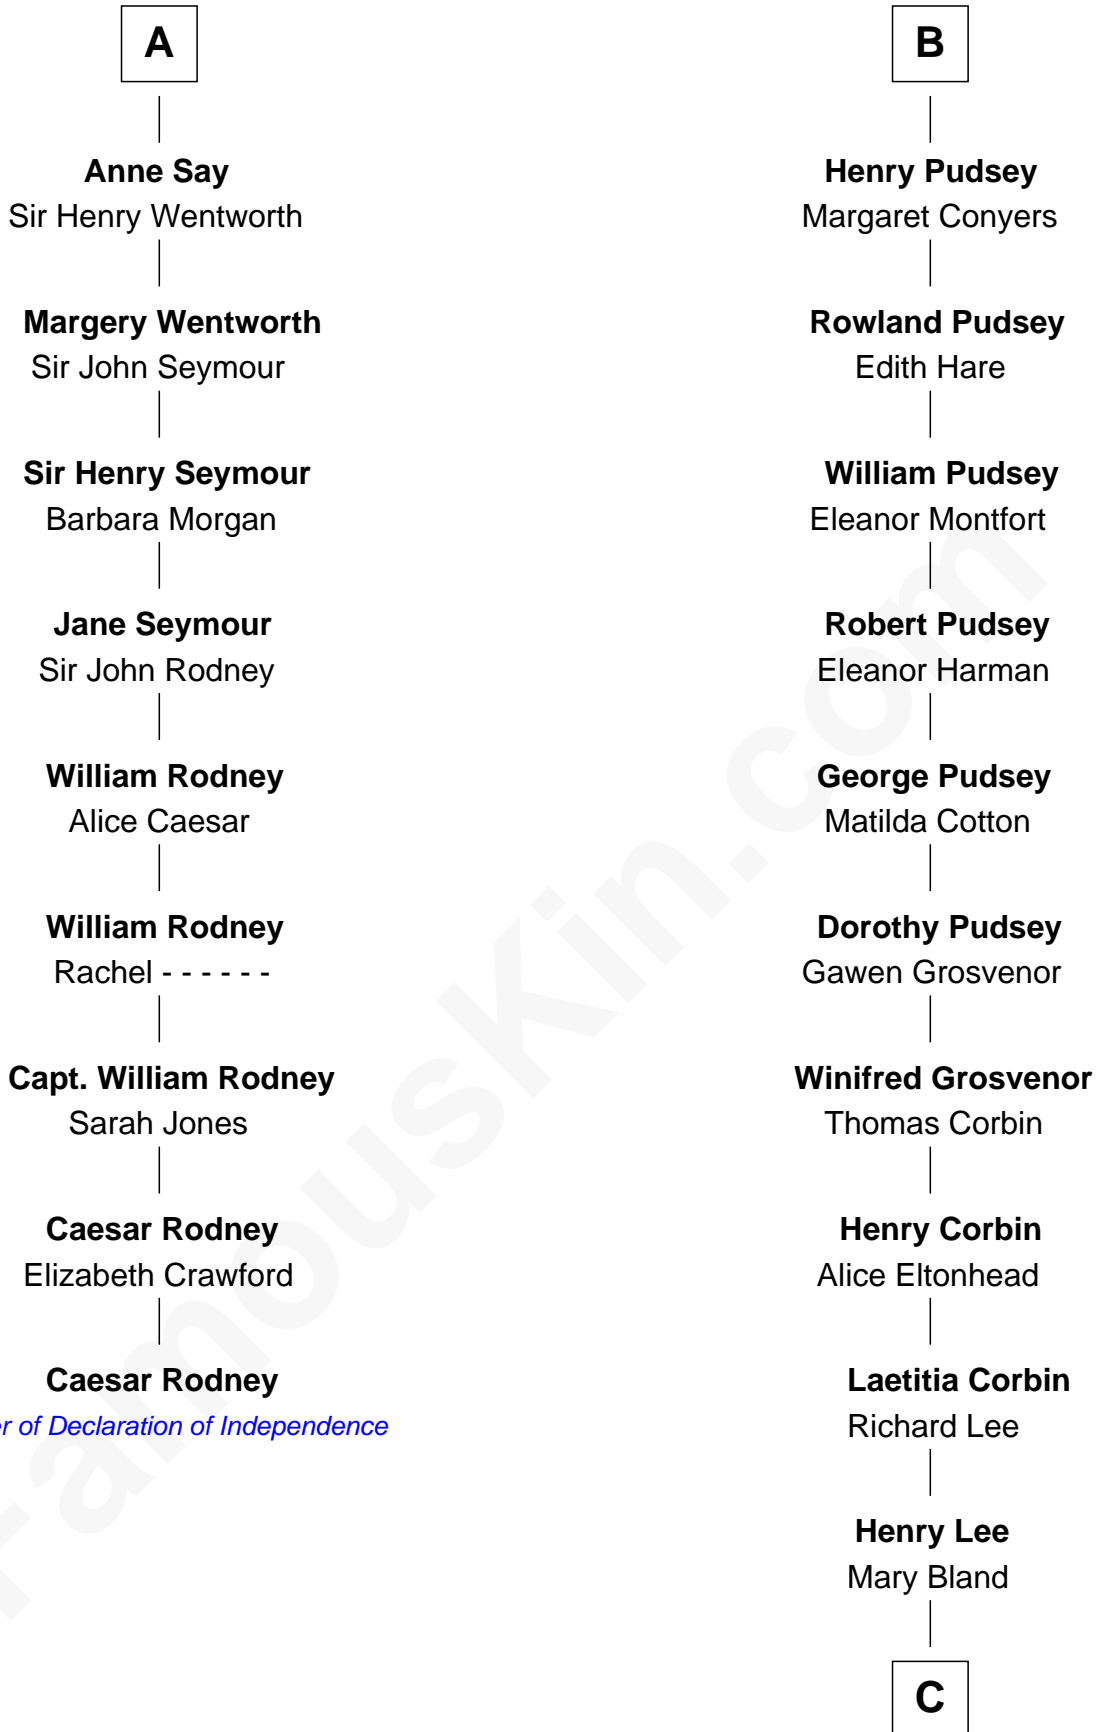 A
Anne Say
Sir Henry Wentworth
Margery Wentworth
Sir John Seymour
Sir Henry Seymour
Barbara Morgan
Jane Seymour
Sir John Rodney
William Rodney
Alice Caesar
William Rodney
Rachel - - - - - -
Capt. William Rodney
Sarah Jones
Caesar Rodney
Elizabeth Crawford
Caesar Rodney
of Declaration of Independence
B
Henry Pudsey
Margaret Conyers
Rowland Pudsey
Edith Hare
William Pudsey
Eleanor Montfort
Robert Pudsey
Eleanor Harman
George Pudsey
Matilda Cotton
Dorothy Pudsey
Gawen Grosvenor
Winifred Grosvenor
Thomas Corbin
Henry Corbin
Alice Eltonhead
Laetitia Corbin
Richard Lee
Henry Lee
Mary Bland
C
FamousKin.com